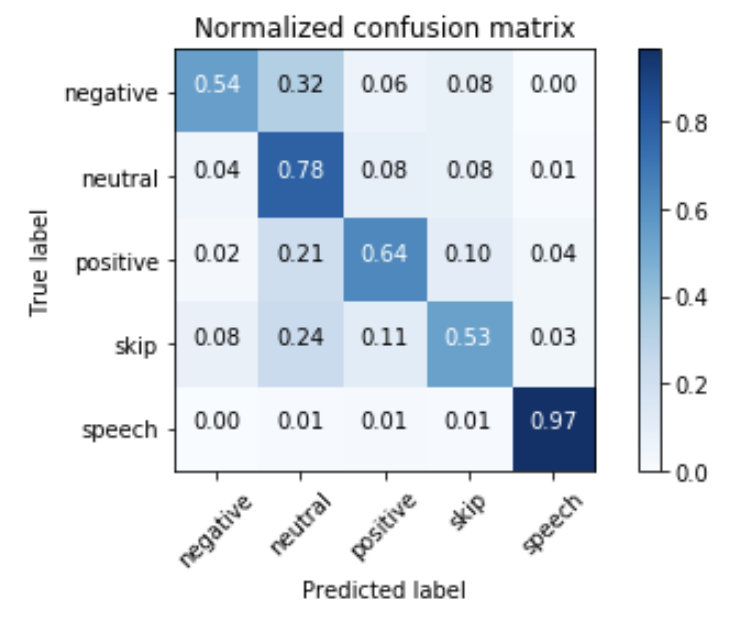 Normalized confusion matrix
negative 0.54 0.32 0.06 0.08 0.00
neutral 0.04 0.78 0.08 0.08 0.01
positive 0.02 0.21 0.64 0.10 0.04
skip 0.08 0.24 0.11 0.53 0.03
speech 0.00 0.01 0.01 0.01 0.97
True label
negative neutral positive skip speech
Predicted label
0.8
0.6
0.4
0.2
0.0